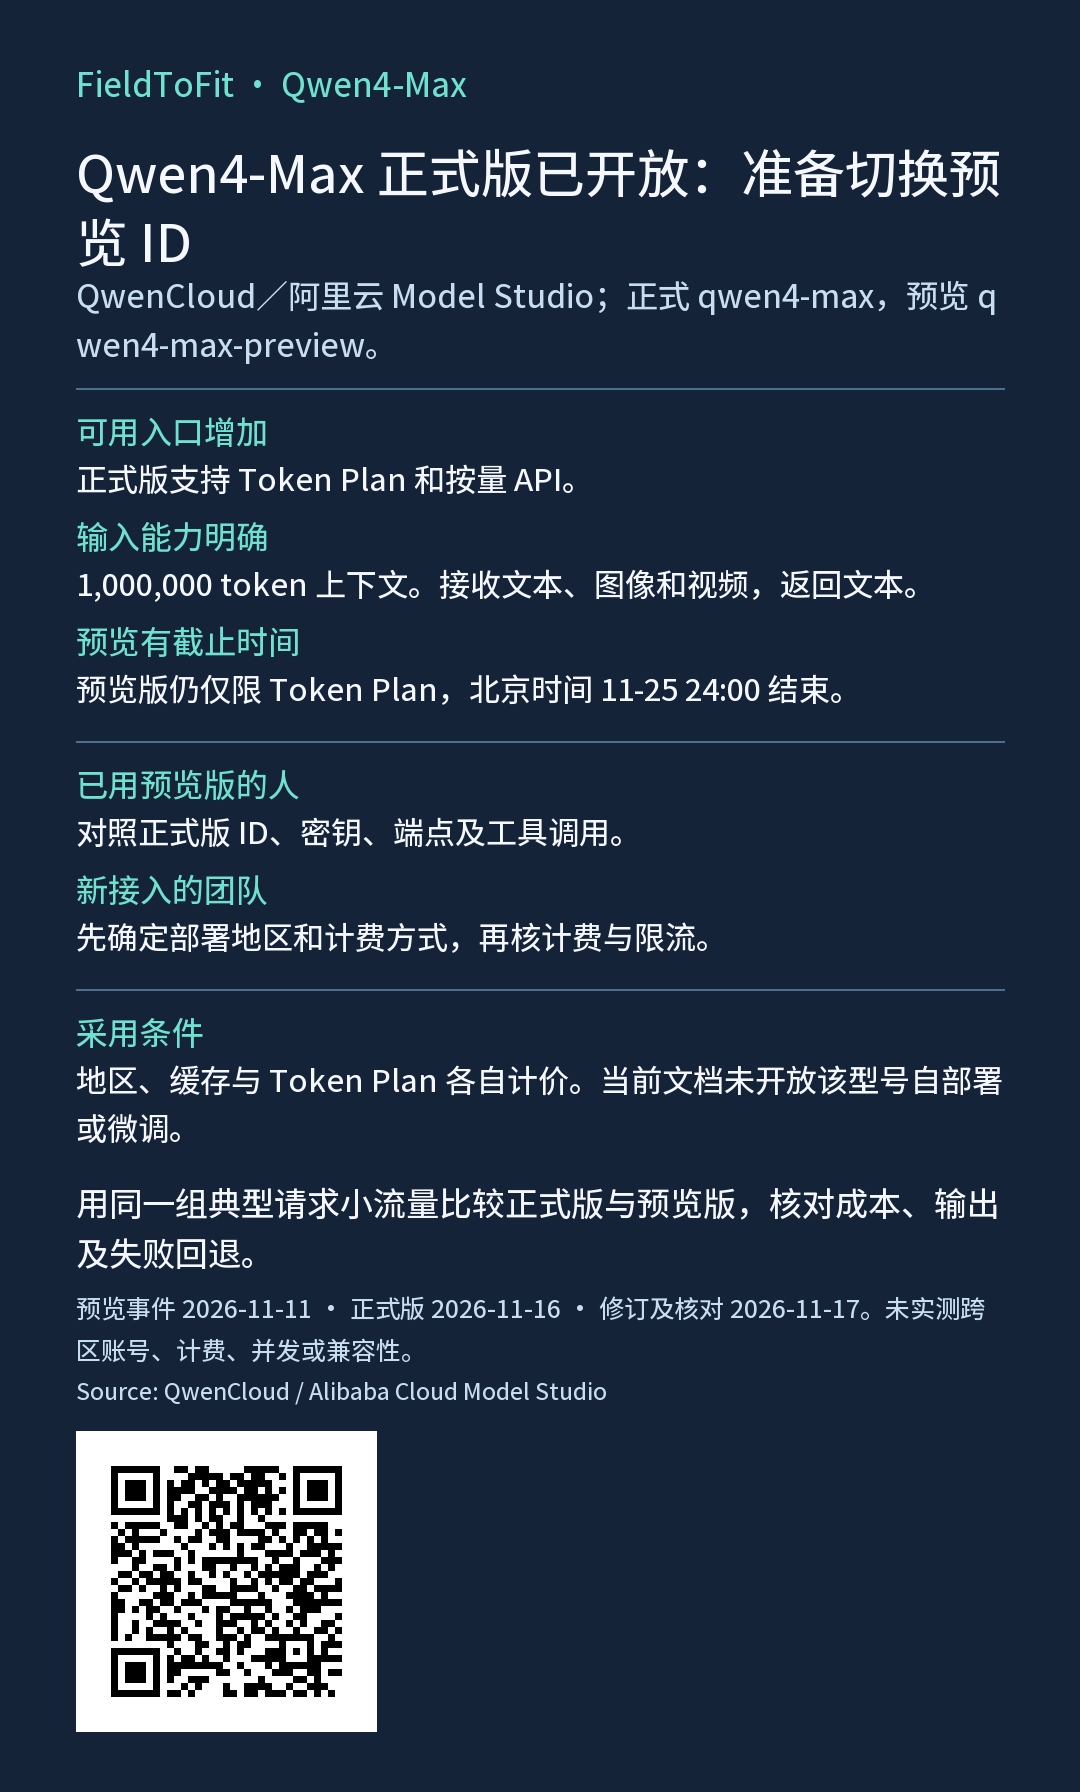 FieldToFit · Qwen4-Max
Qwen4-Max 正式版已开放：准备切换预
览 ID
QwenCloud／阿里云 Model Studio；正式 qwen4-max，预览 q
wen4-max-preview。
可用入口增加
正式版支持 Token Plan 和按量 API。
输入能力明确
1,000,000 token 上下文。接收文本、图像和视频，返回文本。
预览有截止时间
预览版仍仅限 Token Plan，北京时间 11-25 24:00 结束。
已用预览版的人
对照正式版 ID、密钥、端点及工具调用。
新接入的团队
先确定部署地区和计费方式，再核计费与限流。
采用条件
地区、缓存与 Token Plan 各自计价。当前文档未开放该型号自部署
或微调。
用同一组典型请求小流量比较正式版与预览版，核对成本、输出
及失败回退。
预览事件 2026-11-11 · 正式版 2026-11-16 · 修订及核对 2026-11-17。未实测跨
区账号、计费、并发或兼容性。
Source: QwenCloud / Alibaba Cloud Model Studio